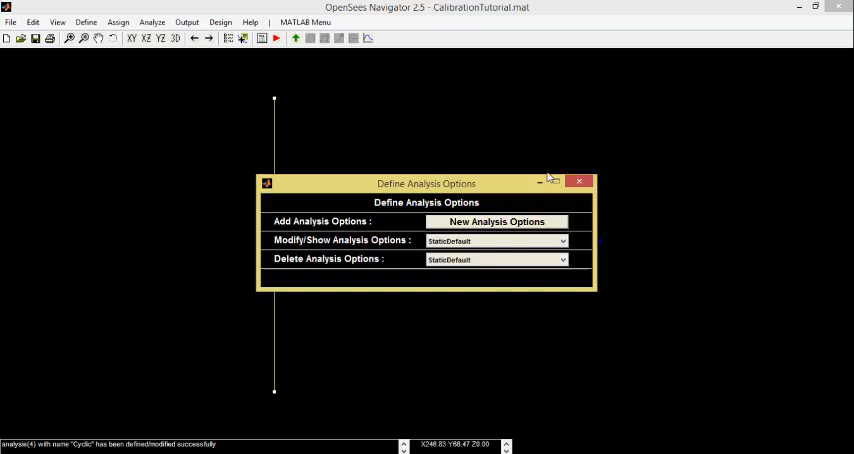 OpenSees Navigator 2.5 - CalibrationTutorial.mat
File Edit View Define Assign Analyze Output Design Help | MATLAB Menu
XY XZ YZ 3D
Define Analysis Options
Define Analysis Options
Add Analysis Options : New Analysis Options
Modify/Show Analysis Options : StaticDefault
Delete Analysis Options : StaticDefault
analysis(4) with name "Cyclic" has been defined/modified successfully
X246.83 Y66.47 Z0.00